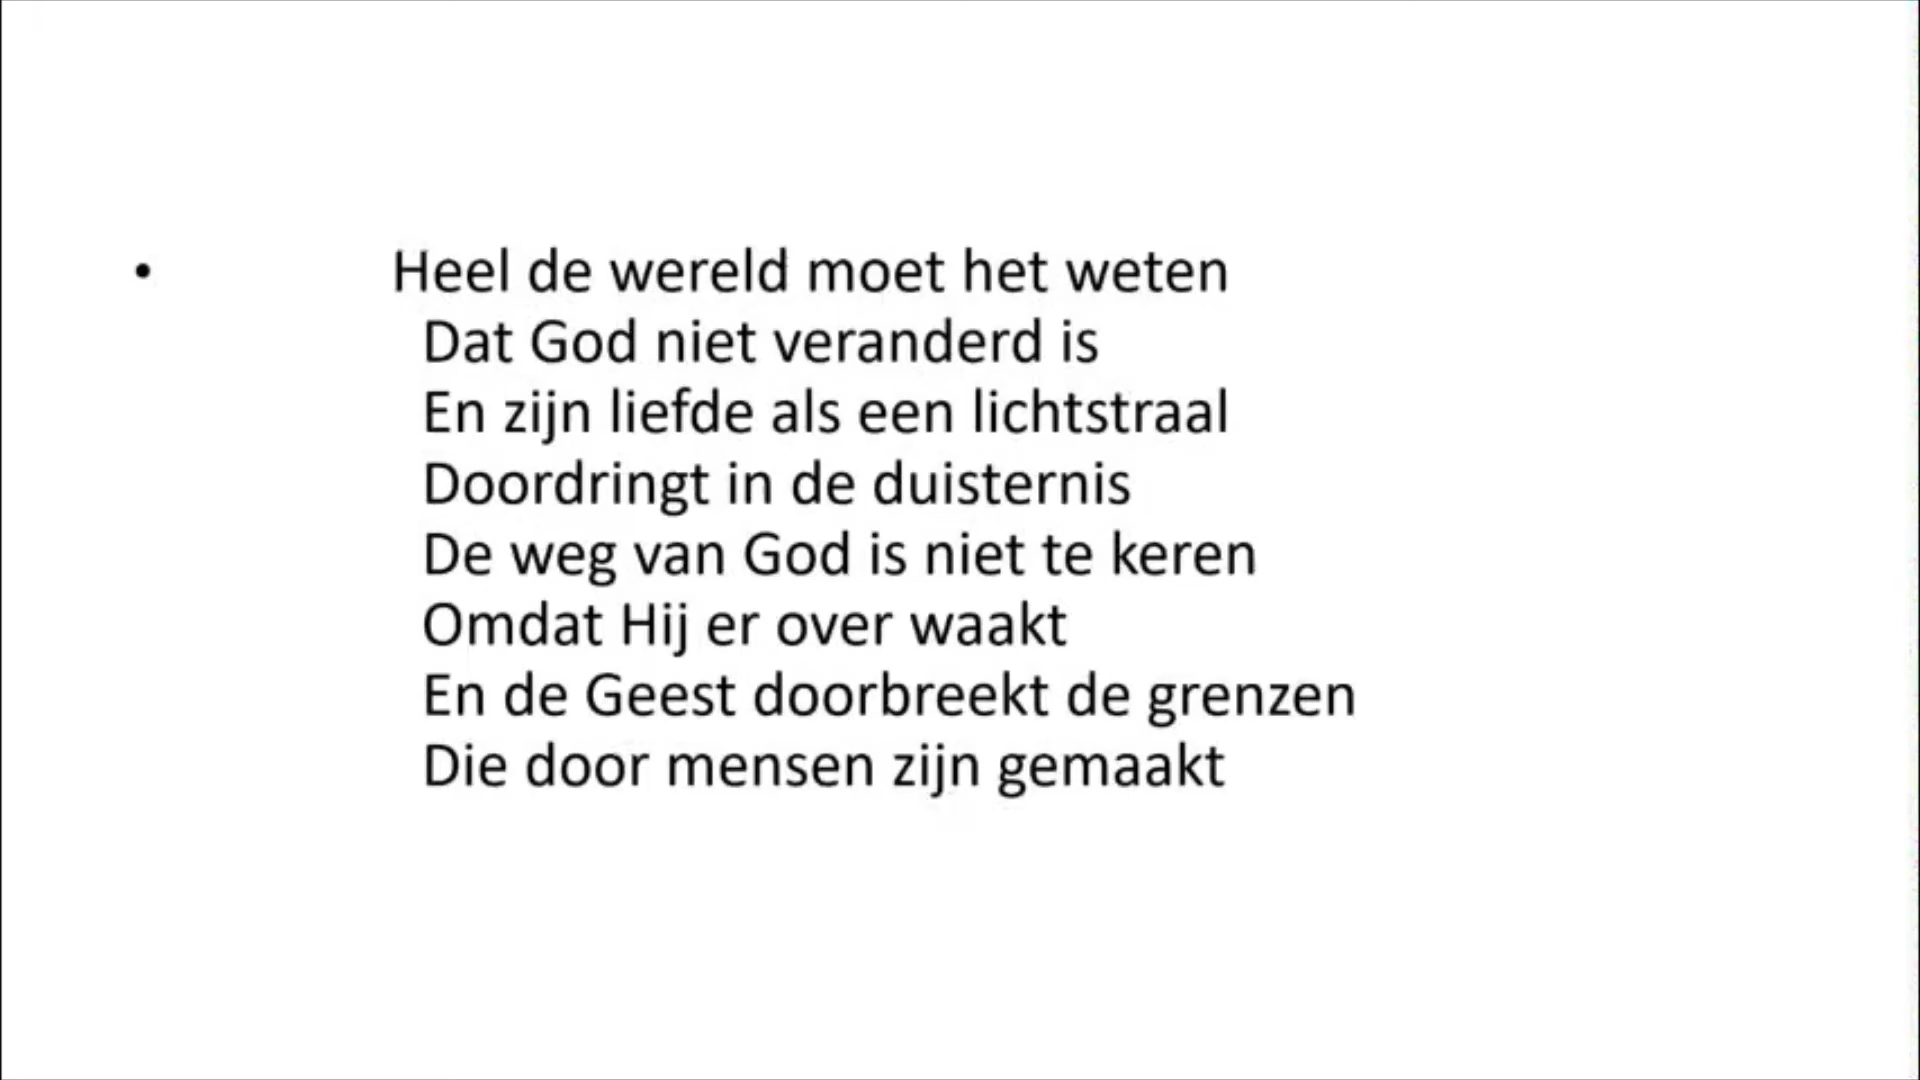 • Heel de wereld moet het weten
Dat God niet veranderd is
En zijn liefde als een lichtstraal
Doordringt in de duisternis
De weg van God is niet te keren
Omdat Hij er over waakt
En de Geest doorbreekt de grenzen
Die door mensen zijn gemaakt